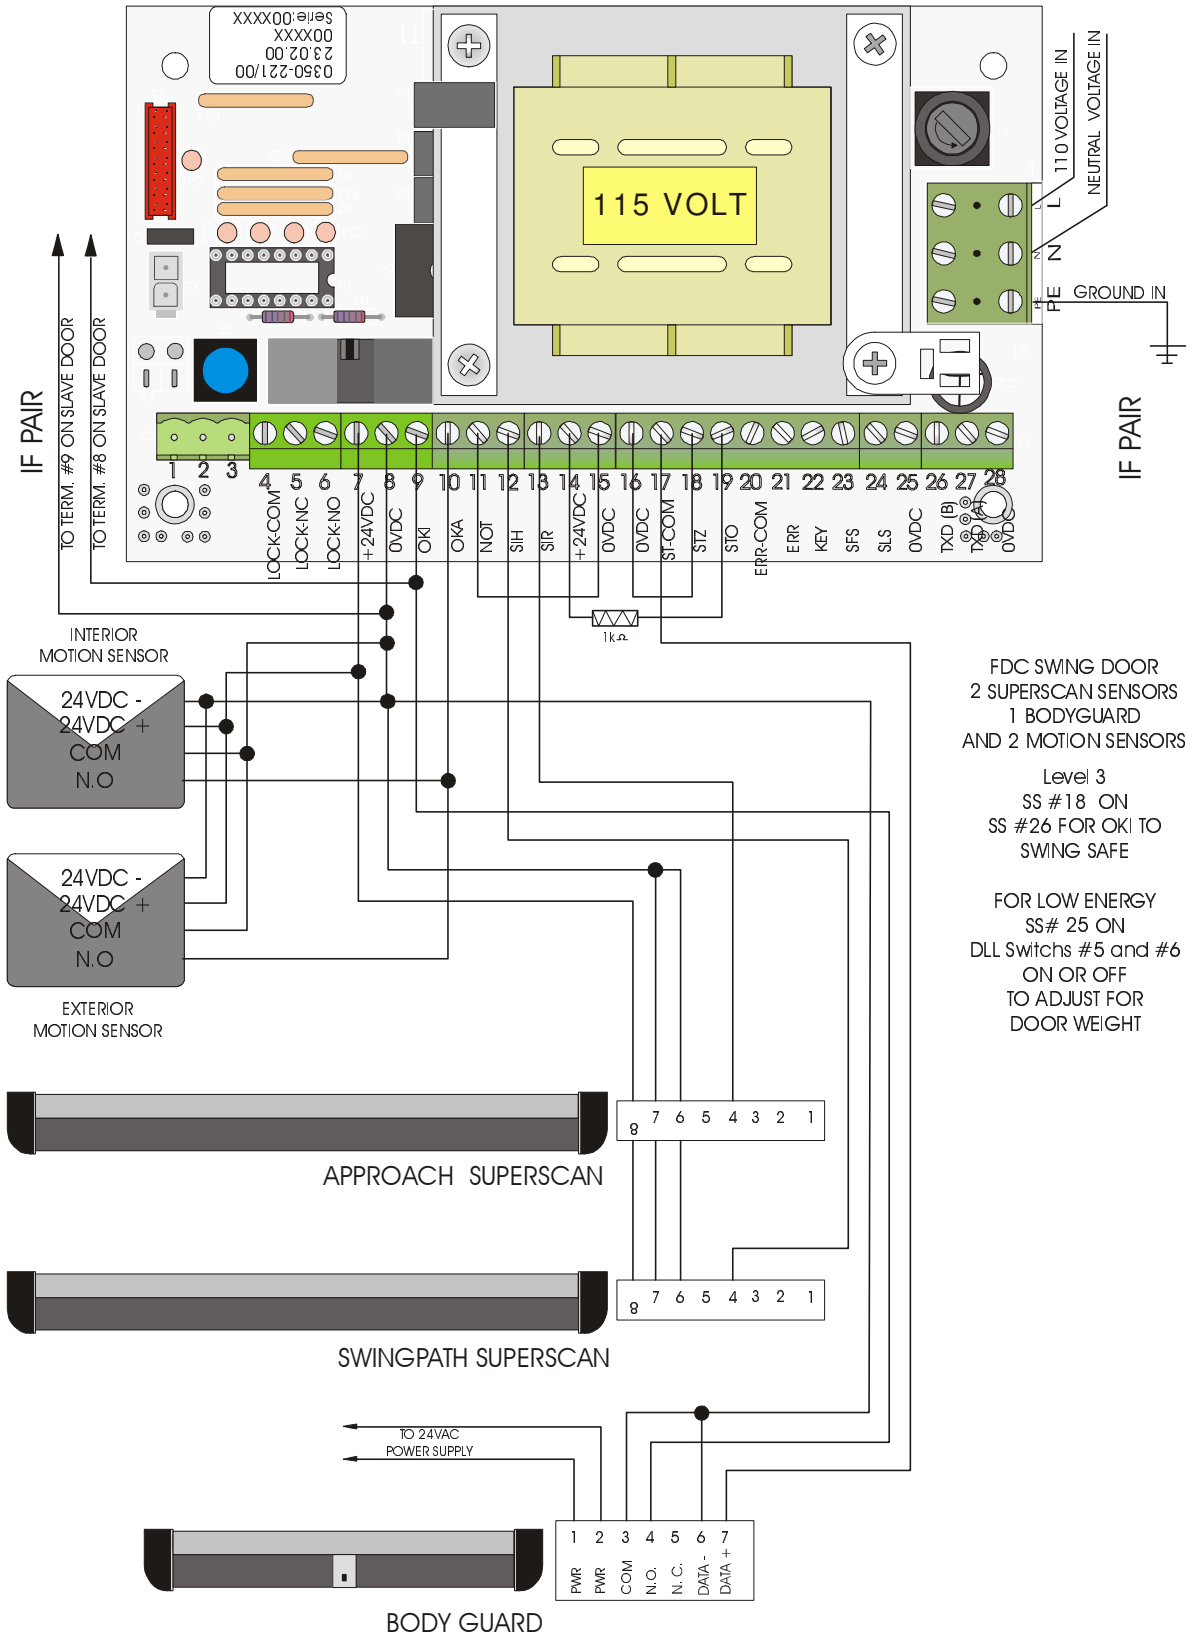 Serie:00XXXX
00XXXX
23.02.00
0350-221/00
115 VOLT
110 VOLTAGE IN
NEUTRAL VOLTAGE IN
L
N
PE
GROUND IN
IF PAIR
TO TERM. #9 ON SLAVE DOOR
TO TERM. #8 ON SLAVE DOOR
IF PAIR
1 2 3 4 5 6 7 8 9 10 11 12 13 14 15 16 17 18 19 20 21 22 23 24 25 26 27 28
LOCK-COM
LOCK-NC
LOCK-NO
+24VDC
0VDC
OKI
OKA
NOT
SIH
SIR
+24VDC
0VDC
0VDC
ST-COM
STZ
STO
ERR-COM
ERR
KEY
SFS
SLS
0VDC
TXD (B)
TXD (A)
0VDC
1kΩ
INTERIOR
MOTION SENSOR
24VDC -
24VDC +
COM
N.O
24VDC -
24VDC +
COM
N.O
EXTERIOR
MOTION SENSOR
FDC SWING DOOR
2 SUPERSCAN SENSORS
1 BODYGUARD
AND 2 MOTION SENSORS
Level 3
SS #18 ON
SS #26 FOR OKI TO
SWING SAFE
FOR LOW ENERGY
SS# 25 ON
DLL Switchs #5 and #6
ON OR OFF
TO ADJUST FOR
DOOR WEIGHT
8 7 6 5 4 3 2 1
APPROACH SUPERSCAN
8 7 6 5 4 3 2 1
SWINGPATH SUPERSCAN
TO 24VAC
POWER SUPPLY
1 2 3 4 5 6 7
PWR
PWR
COM
N.O.
N.C.
DATA -
DATA +
BODY GUARD